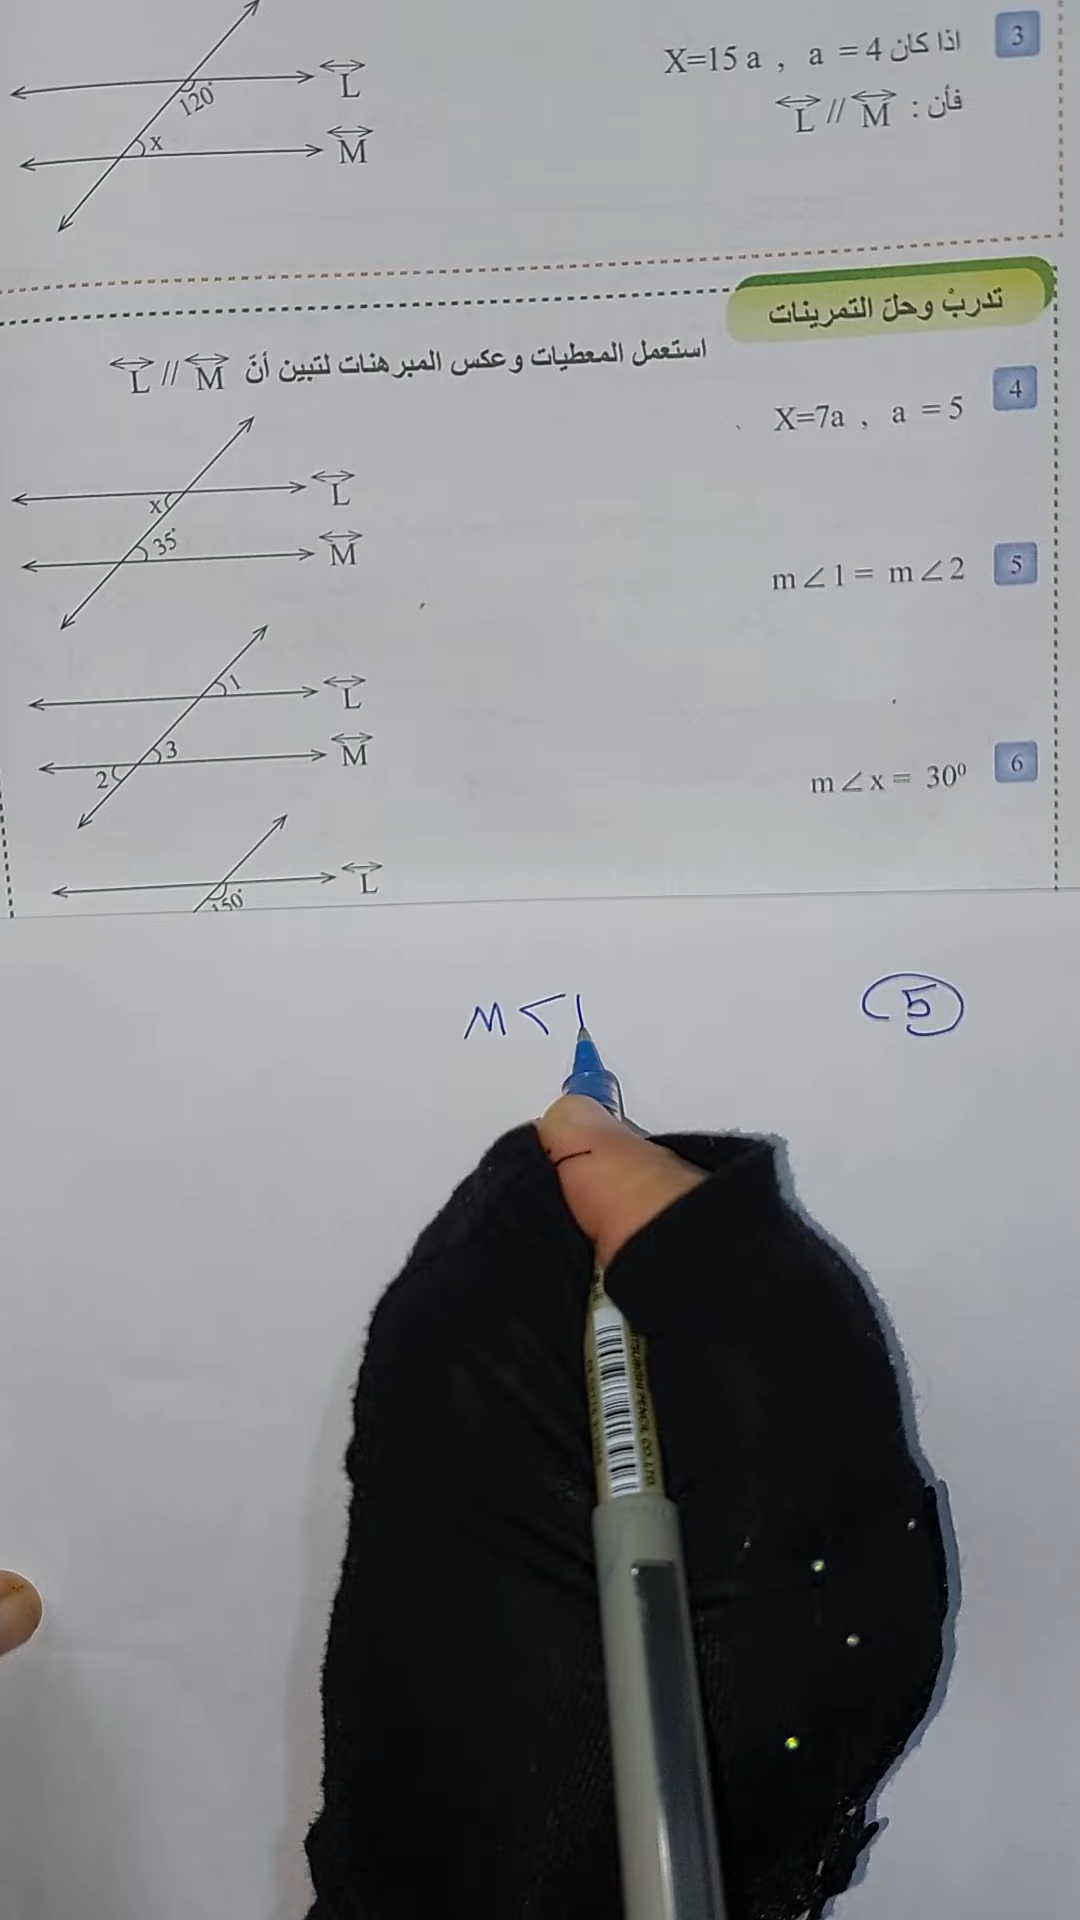 3
اذا كان X=15 a , a = 4
فأن : L // M
L
120°
x
M
تدربْ وحلّ التمرينات
استعمل المعطيات وعكس المبرهنات لتبين أنّ L // M
4
X=7a , a = 5
L
x
35°
M
5
m∠1= m∠2
1
L
3
M
2
6
m∠x= 30⁰
L
150°
5
M<1